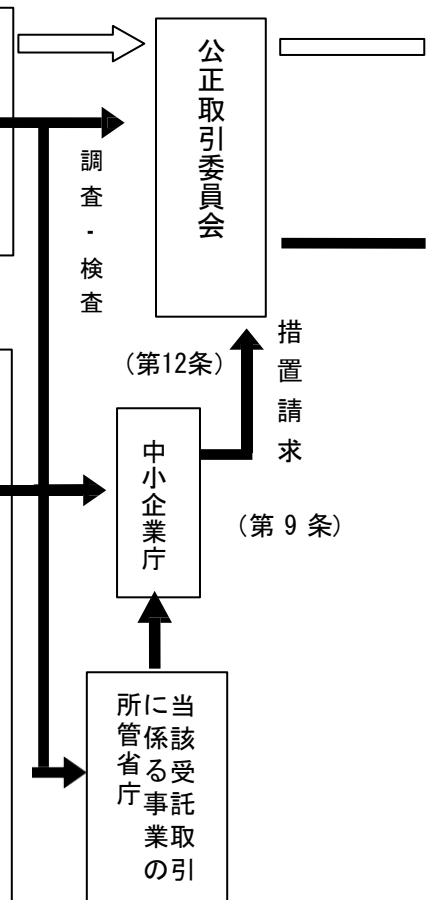 公正取引委員会
調査・検査
措置請求
(第12条)
中小企業庁
(第 9 条)
当該受託取引
に係る事業の
所管省庁